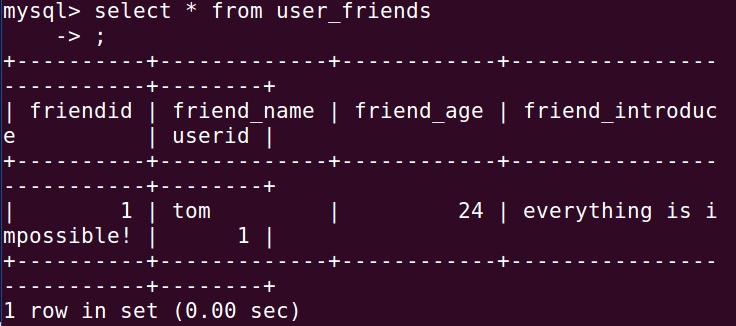 mysql> select * from user_friends
    -> ;
+----------+-------------+------------+----------------
-----------+--------+
| friendid | friend_name | friend_age | friend_introduc
e          | userid |
+----------+-------------+------------+----------------
-----------+--------+
|        1 | tom         |         24 | everything is i
mpossible! |      1 |
+----------+-------------+------------+----------------
-----------+--------+
1 row in set (0.00 sec)